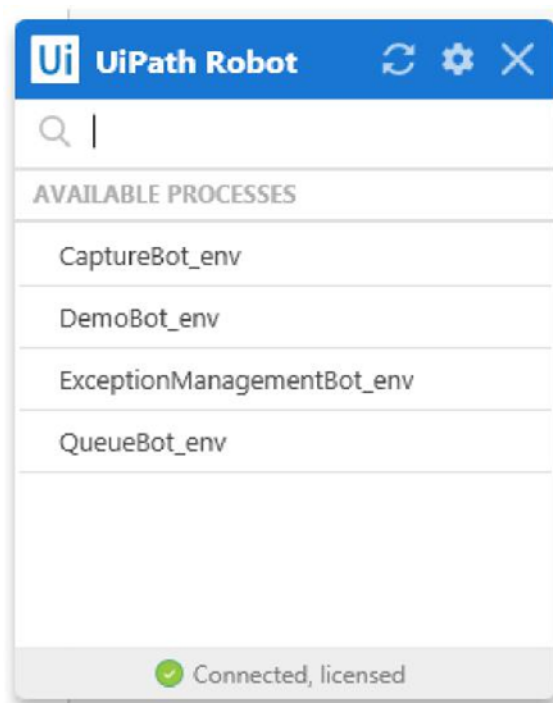 Ui UiPath Robot
AVAILABLE PROCESSES
CaptureBot_env
DemoBot_env
ExceptionManagementBot_env
QueueBot_env
Connected, licensed